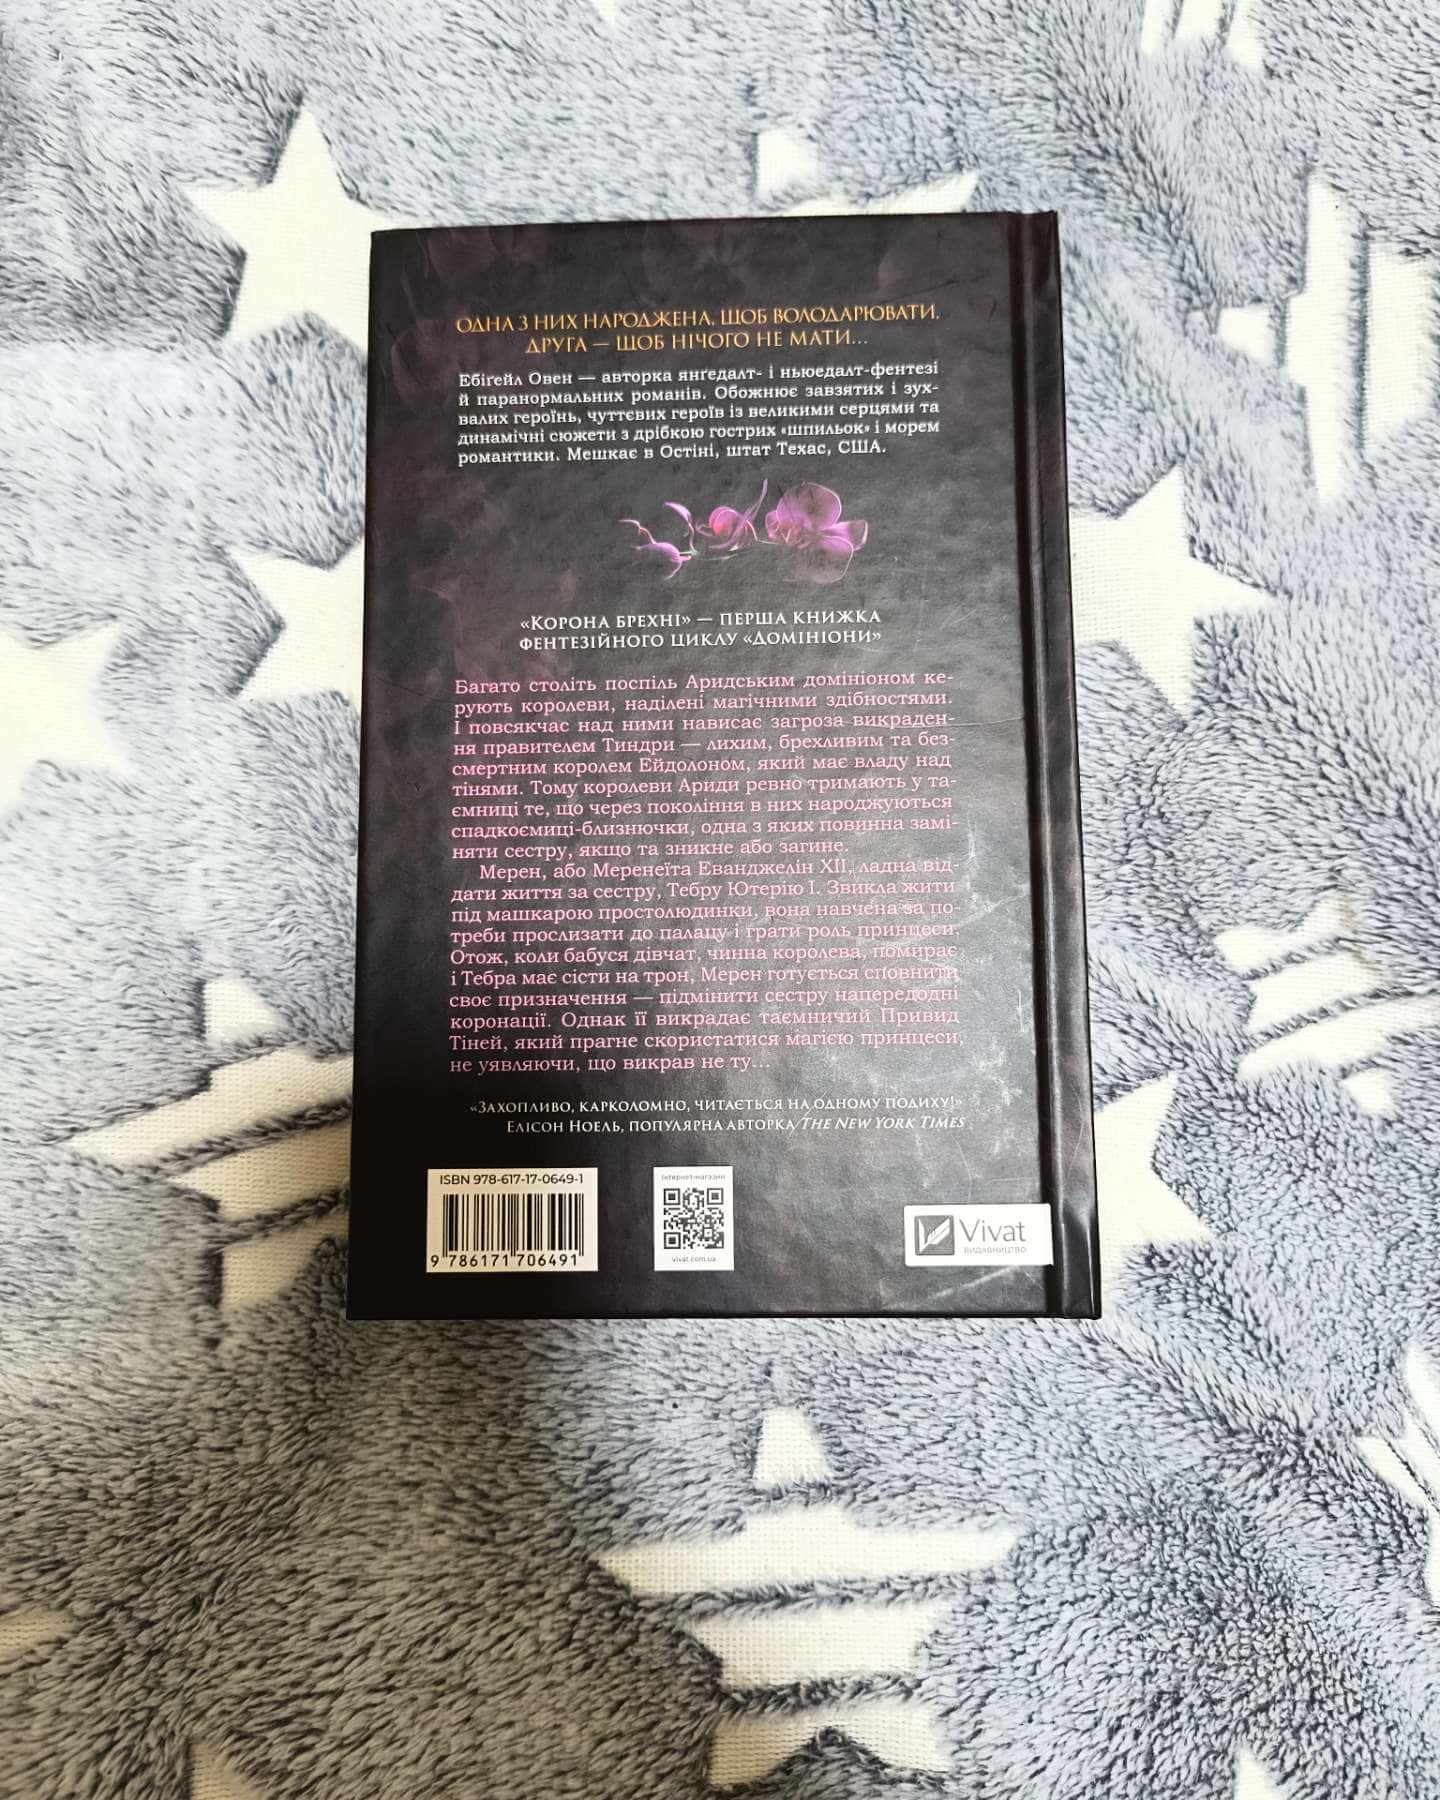 ОДНА З НИХ НАРОДЖЕНА, ЩОБ ВОЛОДАРЮВАТИ,
ДРУГА — ЩОБ НІЧОГО НЕ МАТИ...
Ебіґейл Овен — авторка янґедалт- і ньюедалт-фентезі
й паранормальних романів. Обожнює завзятих і зух-
валих героїнь, чуттєвих героїв із великими серцями та
динамічні сюжети з дрібкою гострих «шпильок» і морем
романтики. Мешкає в Остіні, штат Техас, США.
«КОРОНА БРЕХНІ» — ПЕРША КНИЖКА
ФЕНТЕЗІЙНОГО ЦИКЛУ «ДОМІНІОНИ»
Багато століть поспіль Аридським домініоном ке-
рують королеви, наділені магічними здібностями.
І повсякчас над ними нависає загроза викраден-
ня правителем Тиндри — лихим, брехливим та без-
смертним королем Ейдолоном, який має владу над
тінями. Тому королеви Ариди ревно тримають у та-
ємниці те, що через покоління в них народжуються
спадкоємиці-близнючки, одна з яких повинна замі-
няти сестру, якщо та зникне або загине.
Мерен, або Меренеїта Еванджелін XII, ладна від-
дати життя за сестру, Тебру Ютерію I. Звикла жити
під машкарою простолюдинки, вона навчена за по-
треби прослизати до палацу і грати роль принцеси.
Отож, коли бабуся дівчат, чинна королева, помирає
і Тебра має сісти на трон, Мерен готується сповнити
своє призначення — підмінити сестру напередодні
коронації. Однак її викрадає таємничий Привид
Тіней, який прагне скористатися магією принцеси,
не уявляючи, що викрав не ту...
«ЗАХОПЛИВО, КАРКОЛОМНО, ЧИТАЄТЬСЯ НА ОДНОМУ ПОДИХУ!»
ЕЛІСОН НОЕЛЬ, ПОПУЛЯРНА АВТОРКА THE NEW YORK TIMES
ISBN 978-617-17-0649-1
9 786171 706491
Інтернет-магазин
vivat.com.ua
Vivat
ВИДАВНИЦТВО